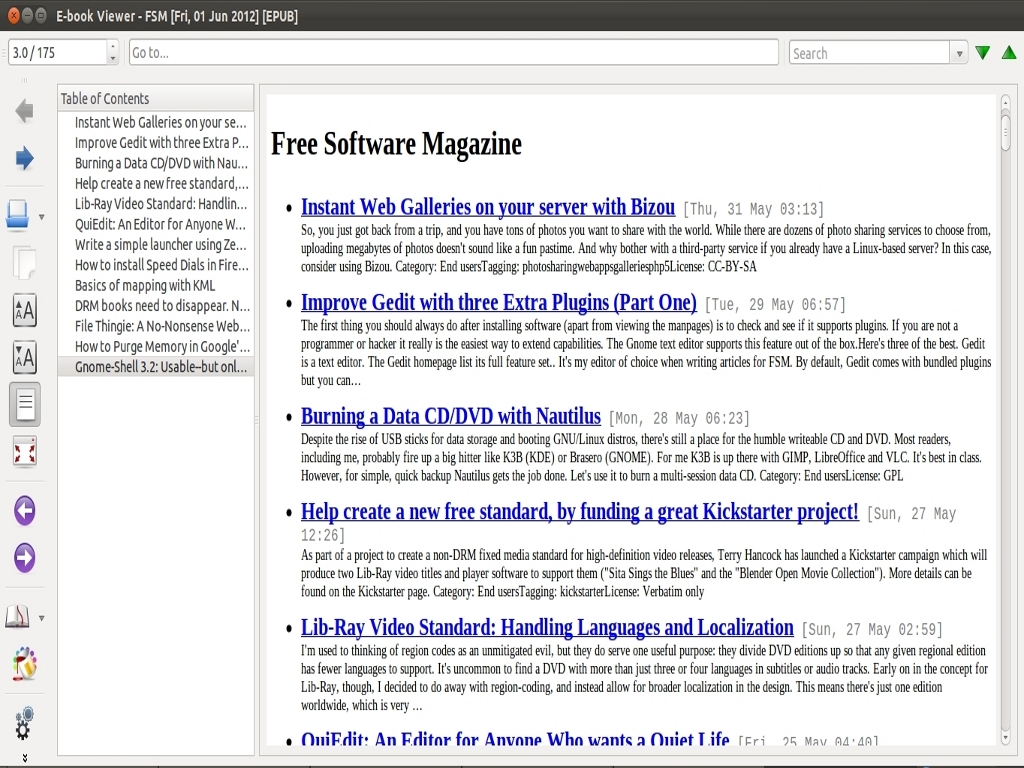 E-book Viewer - FSM [Fri, 01 Jun 2012] [EPUB]
3.0 / 175
Go to...
Search
Table of Contents
Instant Web Galleries on your se...
Improve Gedit with three Extra P...
Burning a Data CD/DVD with Nau...
Help create a new free standard,...
Lib-Ray Video Standard: Handlin...
QuiEdit: An Editor for Anyone W...
Write a simple launcher using Ze...
How to install Speed Dials in Fire...
Basics of mapping with KML
DRM books need to disappear. N...
File Thingie: A No-Nonsense Web...
How to Purge Memory in Google'...
Gnome-Shell 3.2: Usable--but onl...
Free Software Magazine
Instant Web Galleries on your server with Bizou [Thu, 31 May 03:13]
So, you just got back from a trip, and you have tons of photos you want to share with the world. While there are dozens of photo sharing services to choose from,
uploading megabytes of photos doesn't sound like a fun pastime. And why bother with a third-party service if you already have a Linux-based server? In this case,
consider using Bizou. Category: End usersTagging: photosharingwebappsgalleriesphp5License: CC-BY-SA
Improve Gedit with three Extra Plugins (Part One) [Tue, 29 May 06:57]
The first thing you should always do after installing software (apart from viewing the manpages) is to check and see if it supports plugins. If you are not a
programmer or hacker it really is the easiest way to extend capabilities. The Gnome text editor supports this feature out of the box.Here's three of the best. Gedit
is a text editor. The Gedit homepage list its full feature set.. It's my editor of choice when writing articles for FSM. By default, Gedit comes with bundled plugins
but you can…
Burning a Data CD/DVD with Nautilus [Mon, 28 May 06:23]
Despite the rise of USB sticks for data storage and booting GNU/Linux distros, there's still a place for the humble writeable CD and DVD. Most readers,
including me, probably fire up a big hitter like K3B (KDE) or Brasero (GNOME). For me K3B is up there with GIMP, LibreOffice and VLC. It's best in class.
However, for simple, quick backup Nautilus gets the job done. Let's use it to burn a multi-session data CD. Category: End usersLicense: GPL
Help create a new free standard, by funding a great Kickstarter project! [Sun, 27 May
12:26]
As part of a project to create a non-DRM fixed media standard for high-definition video releases, Terry Hancock has launched a Kickstarter campaign which will
produce two Lib-Ray video titles and player software to support them ("Sita Sings the Blues" and the "Blender Open Movie Collection"). More details can be
found on the Kickstarter page. Category: End usersTagging: kickstarterLicense: Verbatim only
Lib-Ray Video Standard: Handling Languages and Localization [Sun, 27 May 02:59]
I'm used to thinking of region codes as an unmitigated evil, but they do serve one useful purpose: they divide DVD editions up so that any given regional edition
has fewer languages to support. It's uncommon to find a DVD with more than just three or four languages in subtitles or audio tracks. Early on in the concept for
Lib-Ray, though, I decided to do away with region-coding, and instead allow for broader localization in the design. This means there's just one edition
worldwide, which is very …
QuiEdit: An Editor for Anyone Who wants a Quiet Life [Fri, 25 May 04:40]